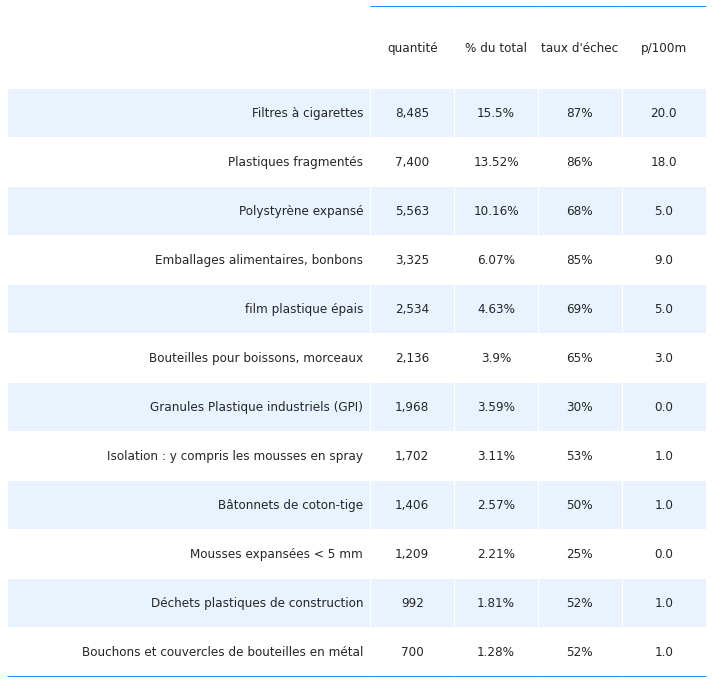 quantité % du total taux d'échec p/100m
Filtres à cigarettes 8,485 15.5% 87% 20.0
Plastiques fragmentés 7,400 13.52% 86% 18.0
Polystyrène expansé 5,563 10.16% 68% 5.0
Emballages alimentaires, bonbons 3,325 6.07% 85% 9.0
film plastique épais 2,534 4.63% 69% 5.0
Bouteilles pour boissons, morceaux 2,136 3.9% 65% 3.0
Granules Plastique industriels (GPI) 1,968 3.59% 30% 0.0
Isolation : y compris les mousses en spray 1,702 3.11% 53% 1.0
Bâtonnets de coton-tige 1,406 2.57% 50% 1.0
Mousses expansées < 5 mm 1,209 2.21% 25% 0.0
Déchets plastiques de construction 992 1.81% 52% 1.0
Bouchons et couvercles de bouteilles en métal 700 1.28% 52% 1.0